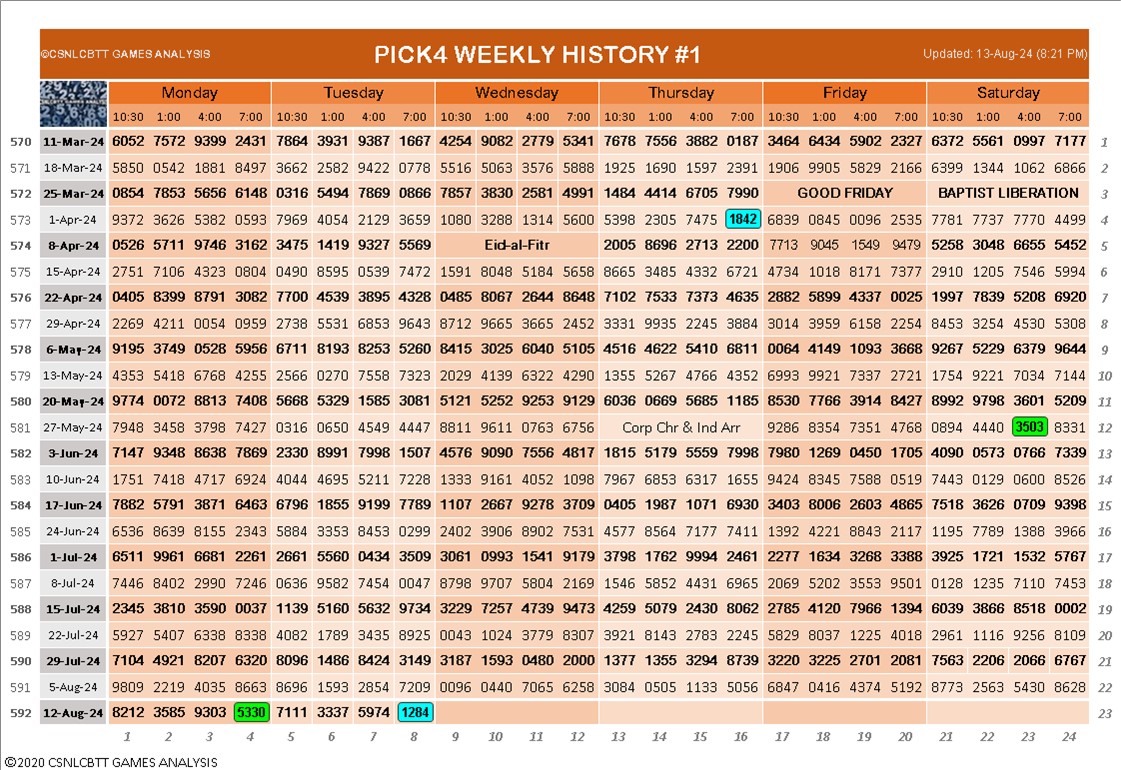 ©CSNLCBTT GAMES ANALYSIS PICK4 WEEKLY HISTORY #1 Updated: 13-Aug-24 (8:21 PM)
Monday Tuesday Wednesday Thursday Friday Saturday
10:30 1:00 4:00 7:00 10:30 1:00 4:00 7:00 10:30 1:00 4:00 7:00 10:30 1:00 4:00 7:00 10:30 1:00 4:00 7:00 10:30 1:00 4:00 7:00
570 11-Mar-24 6052 7572 9399 2431 7864 3931 9387 1667 4254 9082 2779 5341 7678 7556 3882 0187 3464 6434 5902 2327 6372 5561 0997 7177 1
571 18-Mar-24 5850 0542 1881 8497 3662 2582 9422 0778 5516 5063 3576 5888 1925 1690 1597 2391 1906 9905 5829 2166 6399 1344 1062 6866 2
572 25-Mar-24 0854 7853 5656 6148 0316 5494 7869 0866 7857 3830 2581 4991 1484 4414 6705 7990 GOOD FRIDAY BAPTIST LIBERATION 3
573 1-Apr-24 9372 3626 5382 0593 7969 4054 2129 3659 1080 3288 1314 5600 5398 2305 7475 1842 6839 0845 0096 2535 7781 7737 7770 4499 4
574 8-Apr-24 0526 5711 9746 3162 3475 1419 9327 5569 Eid-al-Fitr 2005 8696 2713 2200 7713 9045 1549 9479 5258 3048 6655 5452 5
575 15-Apr-24 2751 7106 4323 0804 0490 8595 0539 7472 1591 8048 5184 5658 8665 3485 4332 6721 4734 1018 8171 7377 2910 1205 7546 5994 6
576 22-Apr-24 0405 8399 8791 3082 7700 4539 3895 4328 0485 8067 2644 8648 7102 7533 7373 4635 2882 5899 4337 0025 1997 7839 5208 6920 7
577 29-Apr-24 2269 4211 0054 0959 2738 5531 6853 9643 8712 9665 3665 2452 3331 9935 2245 3884 3014 3959 6158 2254 8453 3254 4530 5308 8
578 6-May-24 9195 3749 0528 5956 6711 8193 8253 5260 8415 3025 6040 5105 4516 4622 5410 6811 0064 4149 1093 3668 9267 5229 6379 9644 9
579 13-May-24 4353 5418 6768 4255 2566 0270 7558 7323 2029 4139 6322 4290 1355 5267 4766 4352 6993 9921 7337 2721 1754 9221 7034 7144 10
580 20-May-24 9774 0072 8813 7408 5668 5329 1585 3081 5121 5252 9253 9129 6036 0669 5685 1185 8530 7766 3914 8427 8992 9798 3601 5209 11
581 27-May-24 7948 3458 3798 7427 0316 0650 4549 4447 8811 9611 0763 6756 Corp Chr & Ind Arr 9286 8354 7351 4768 0894 4440 3503 8331 12
582 3-Jun-24 7147 9348 8638 7869 2330 8991 7998 1507 4576 9090 7556 4817 1815 5179 5559 7998 7980 1269 0450 1705 4090 0573 0766 7339 13
583 10-Jun-24 1751 7418 4717 6924 4044 4695 5211 7228 1333 9161 4052 1098 7967 6853 6317 1655 9424 8345 7588 0519 7443 0129 0600 8526 14
584 17-Jun-24 7882 5791 3871 6463 6796 1855 9199 7789 1107 2667 9278 3709 0405 1987 1071 6930 3403 8006 2603 4865 7518 3626 0709 9398 15
585 24-Jun-24 6536 8639 8155 2343 5884 3353 8453 0299 2402 3906 8902 7531 4577 8564 7177 7411 1392 4221 8843 2117 1195 7789 1388 3966 16
586 1-Jul-24 6511 9961 6681 2261 2661 5560 0434 3509 3061 0993 1541 9179 3798 1762 9994 2461 2277 1634 3268 3388 3925 1721 1532 5767 17
587 8-Jul-24 7446 8402 2990 7246 0636 9582 7454 0047 8798 9707 5804 2169 1546 5852 4431 6965 2069 5202 3553 9501 0128 1235 7110 7453 18
588 15-Jul-24 2345 3810 3590 0037 1139 5160 5632 9734 3229 7257 4739 9473 4259 5079 2430 8062 2785 4120 7966 1394 6039 3866 8518 0002 19
589 22-Jul-24 5927 5407 6338 8338 4082 1789 3435 8925 0043 1024 3779 8307 3921 8143 2783 2245 5829 8037 1225 4018 2961 1116 9256 8109 20
590 29-Jul-24 7104 4921 8207 6320 8096 1486 8424 3149 3187 1593 0480 2000 1377 1355 3294 8739 3220 3225 2701 2081 7563 2206 2066 6767 21
591 5-Aug-24 9809 2219 4035 8663 8696 1593 2854 7209 0096 0440 7065 6258 3084 0505 1133 5056 6847 0416 4374 5192 8773 2563 5430 8628 22
592 12-Aug-24 8212 3585 9303 5330 7111 3337 5974 1284 23
1 2 3 4 5 6 7 8 9 10 11 12 13 14 15 16 17 18 19 20 21 22 23 24
©2020 CSNLCBTT GAMES ANALYSIS